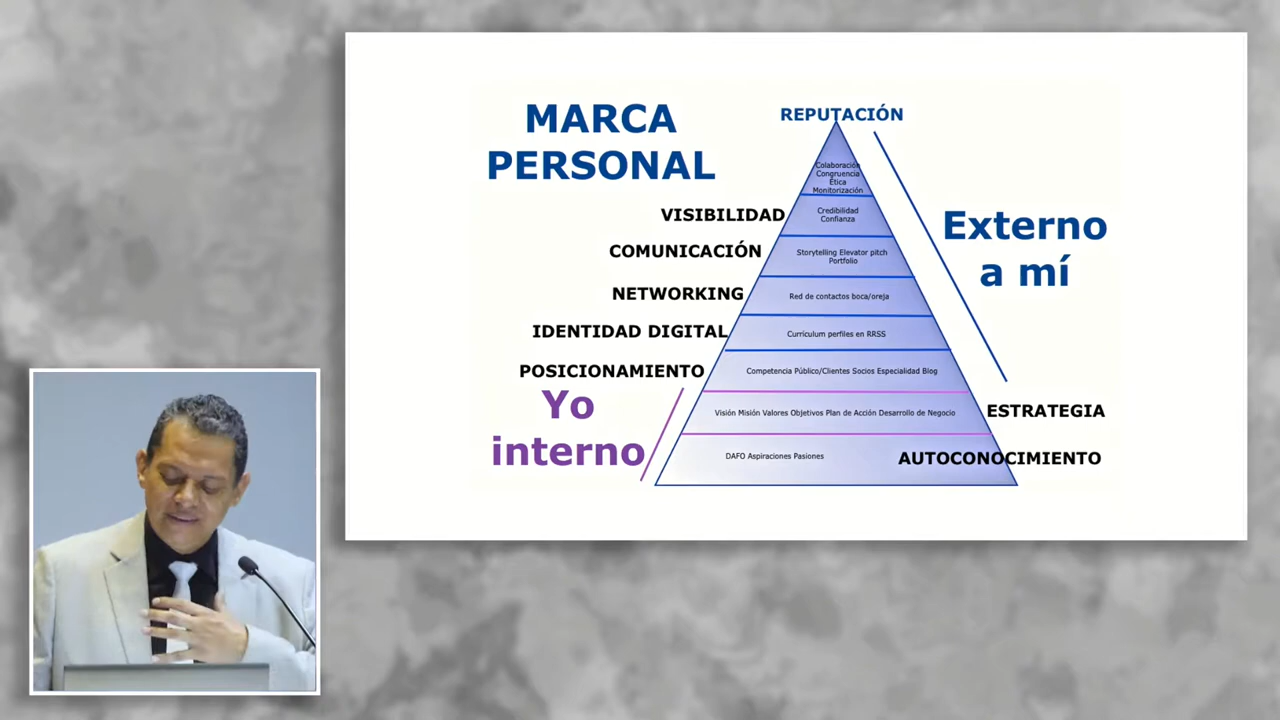 MARCA
PERSONAL
REPUTACIÓN
Colaboración
Congruencia
Ética
Monitorización
VISIBILIDAD
Credibilidad
Confianza
COMUNICACIÓN
Storytelling Elevator pitch
Portfolio
NETWORKING
Red de contactos boca/oreja
IDENTIDAD DIGITAL
Currículum perfiles en RRSS
POSICIONAMIENTO
Competencia Público/Clientes Socios Especialidad Blog
Externo
a mí
Yo
interno
Visión Misión Valores Objetivos Plan de Acción Desarrollo de Negocio
ESTRATEGIA
DAFO Aspiraciones Pasiones
AUTOCONOCIMIENTO